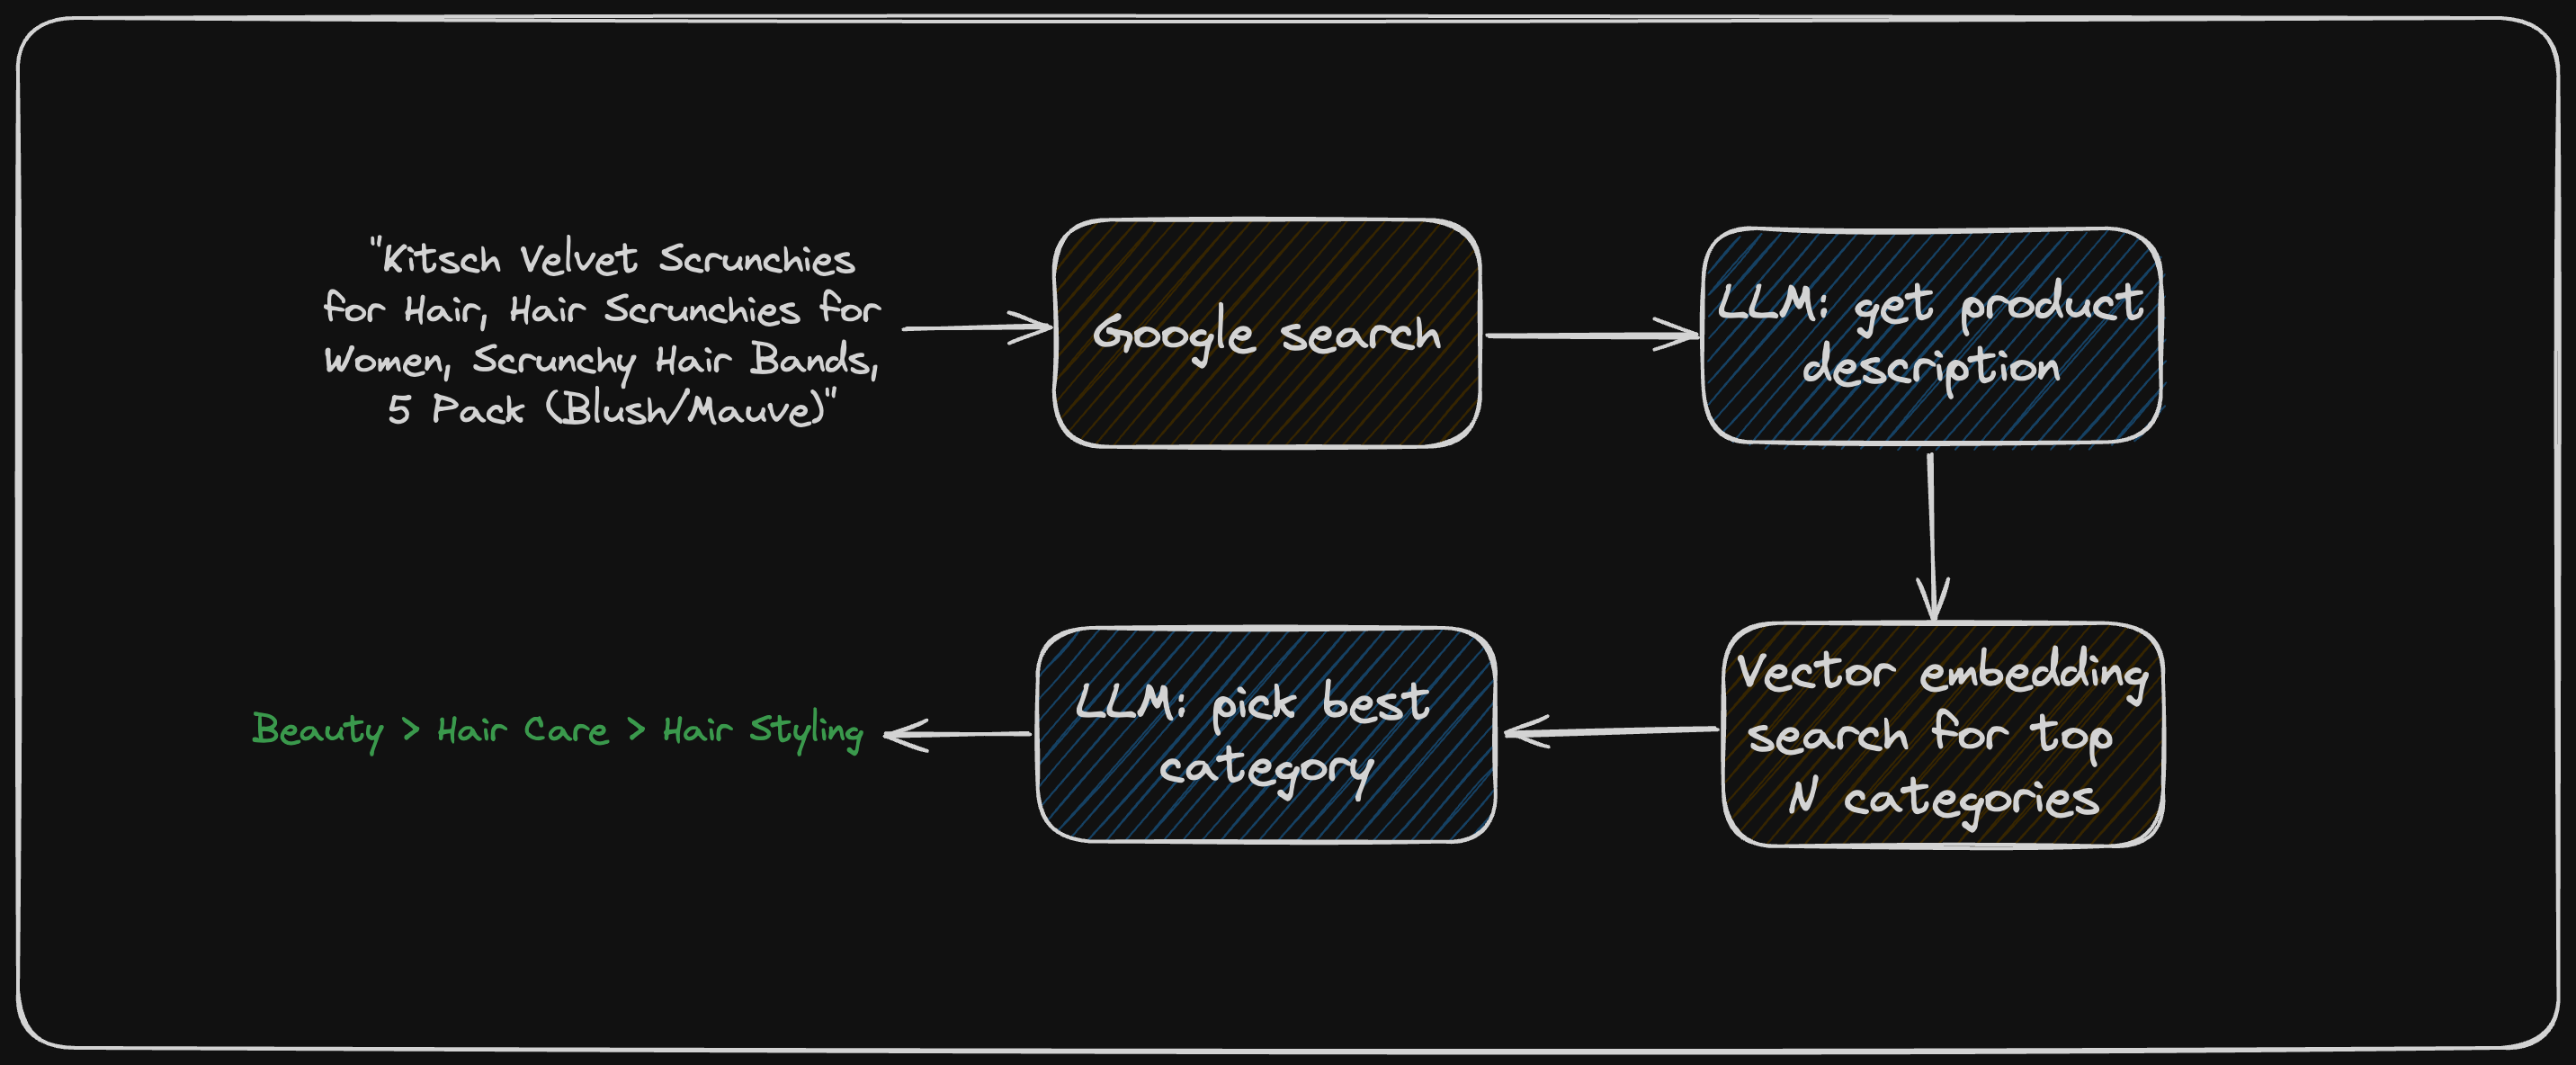 "Kitsch Velvet Scrunchies
for Hair, Hair Scrunchies for
Women, Scrunchy Hair Bands,
5 Pack (Blush/Mauve)"
Google search
LLM: get product
description
Vector embedding
search for top
N categories
LLM: pick best
category
Beauty > Hair Care > Hair Styling